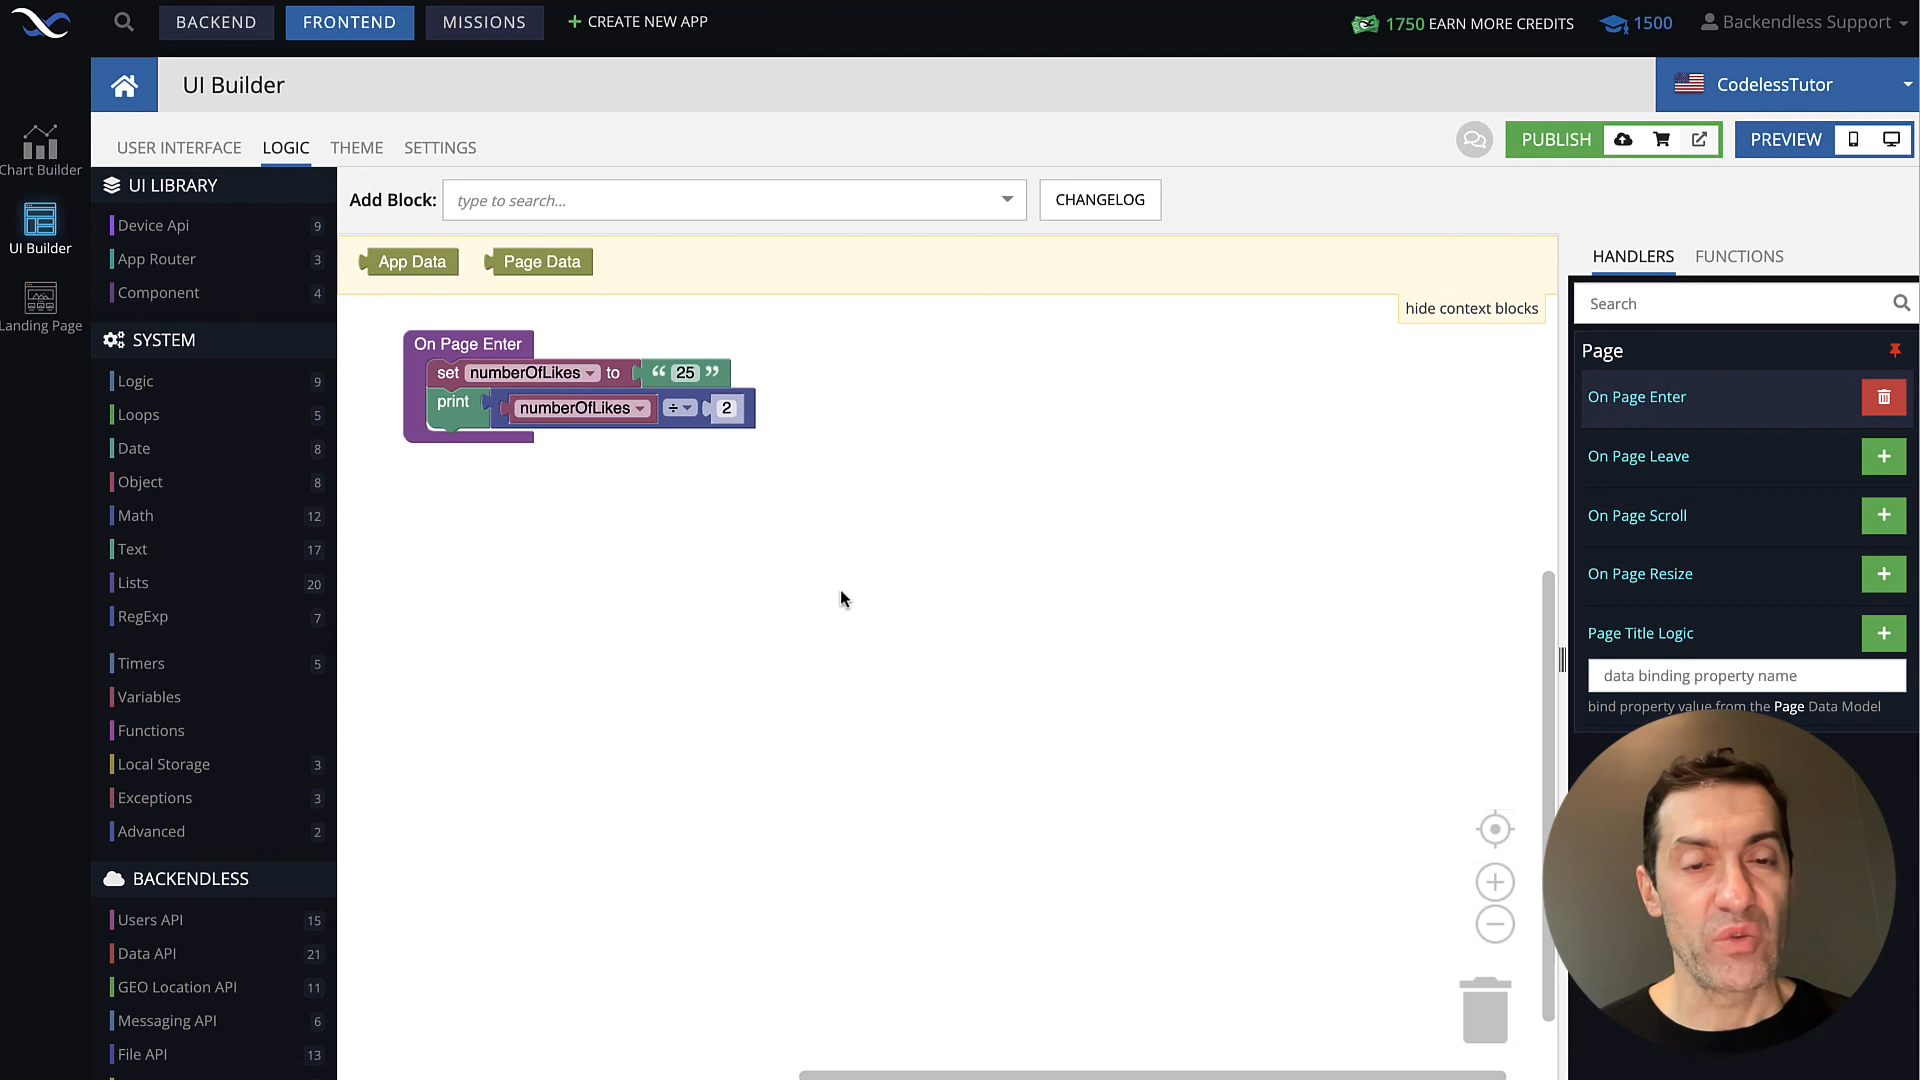 BACKEND
FRONTEND
MISSIONS
+ CREATE NEW APP
1750 EARN MORE CREDITS
1500
Backendless Support
UI Builder
CodelessTutor
USER INTERFACE
LOGIC
THEME
SETTINGS
PUBLISH
PREVIEW
Chart Builder
UI Builder
Landing Page
UI LIBRARY
Device Api 9
App Router 3
Component 4
SYSTEM
Logic 9
Loops 5
Date 8
Object 8
Math 12
Text 17
Lists 20
RegExp 7
Timers 5
Variables
Functions
Local Storage 3
Exceptions 3
Advanced 2
BACKENDLESS
Users API 15
Data API 21
GEO Location API 11
Messaging API 6
File API 13
Add Block: type to search...
CHANGELOG
App Data
Page Data
hide context blocks
On Page Enter
set numberOfLikes to “ 25 ”
print numberOfLikes ÷ 2
HANDLERS
FUNCTIONS
Search
Page
On Page Enter
On Page Leave
On Page Scroll
On Page Resize
Page Title Logic
data binding property name
bind property value from the Page Data Model